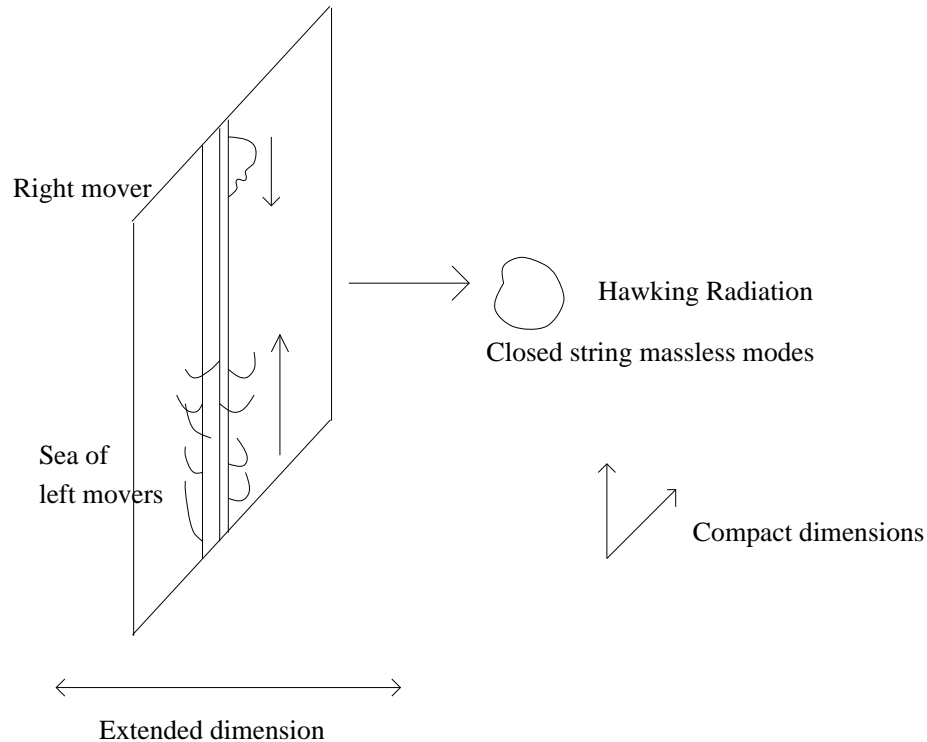 Right mover
Hawking Radiation
Closed string massless modes
Sea of
left movers
Compact dimensions
Extended dimension